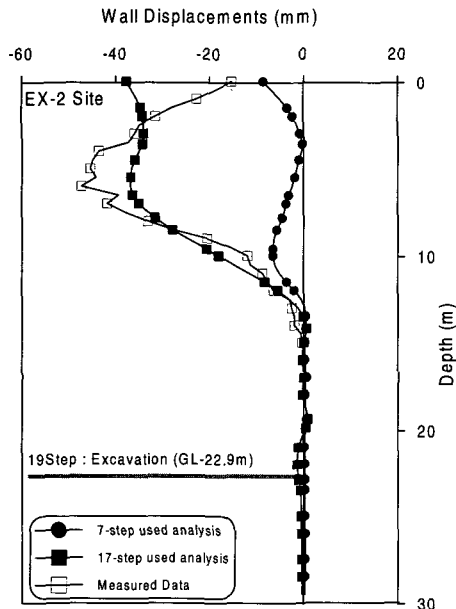 Wall Displacements (mm)
-60 -40 -20 0 20
EX-2 Site
0
10
20
30
Depth (m)
19Step : Excavation (GL-22.9m)
7-step used analysis
17-step used analysis
Measured Data